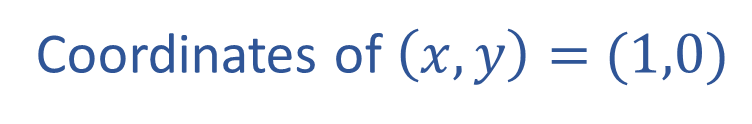 Coordinates of (x, y) = (1,0)